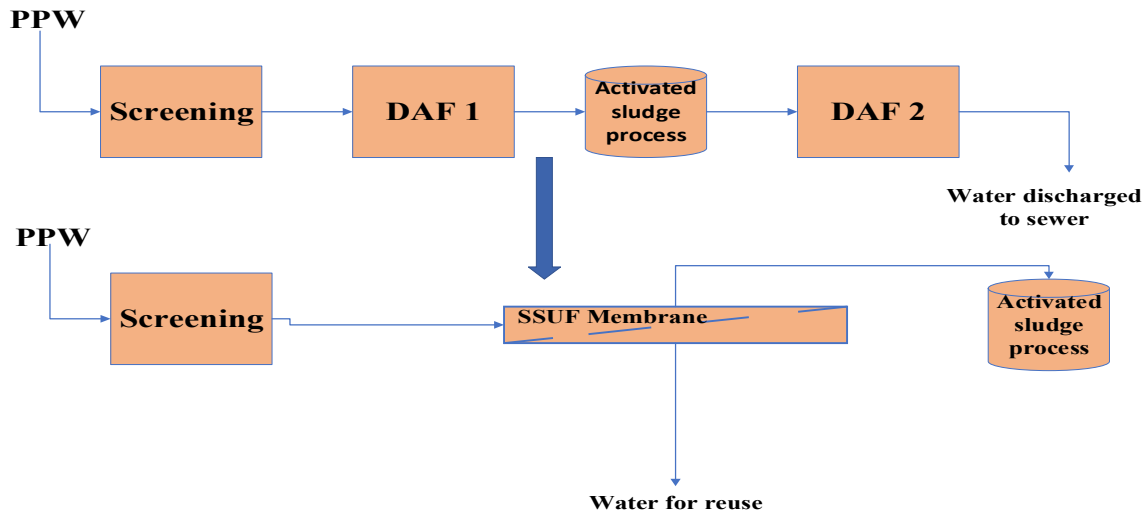 PPW
Screening
DAF 1
Activated
sludge
process
DAF 2
Water discharged
to sewer
PPW
Screening
SSUF Membrane
Activated
sludge
process
Water for reuse